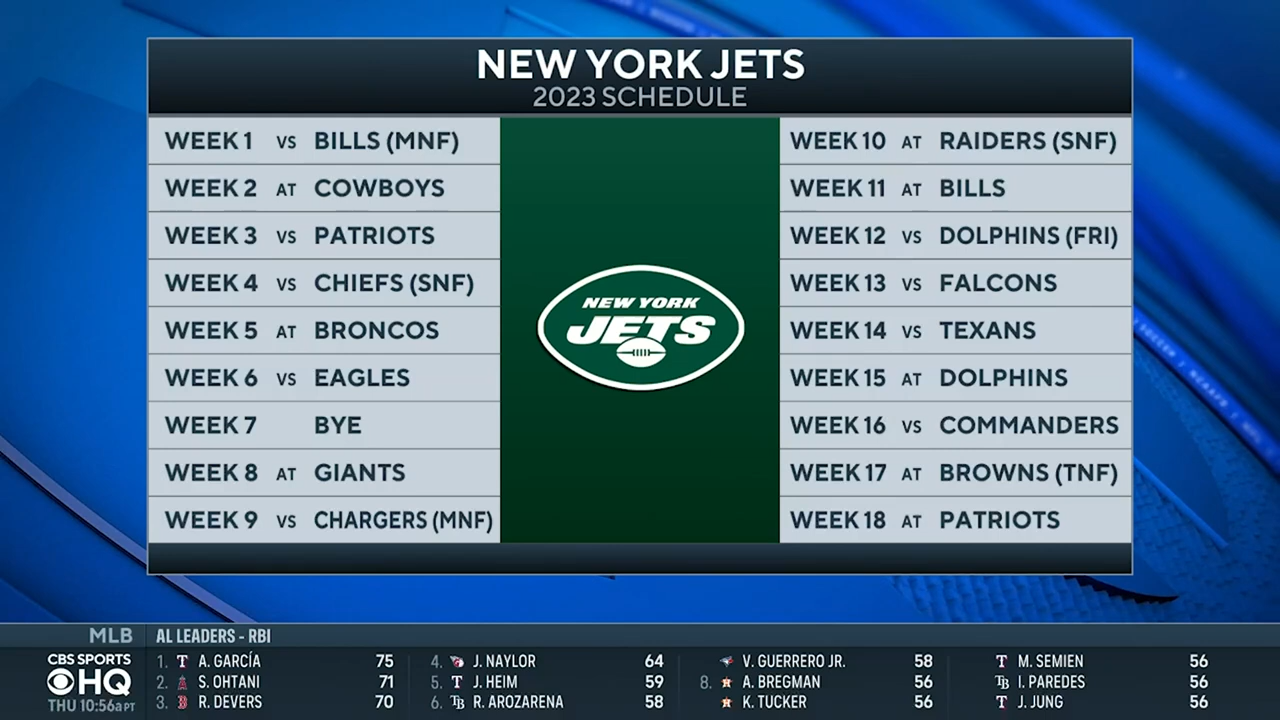 NEW YORK JETS
2023 SCHEDULE
WEEK 1 VS BILLS (MNF)
WEEK 2 AT COWBOYS
WEEK 3 VS PATRIOTS
WEEK 4 VS CHIEFS (SNF)
WEEK 5 AT BRONCOS
WEEK 6 VS EAGLES
WEEK 7 BYE
WEEK 8 AT GIANTS
WEEK 9 VS CHARGERS (MNF)
NEW YORK
JETS
WEEK 10 AT RAIDERS (SNF)
WEEK 11 AT BILLS
WEEK 12 VS DOLPHINS (FRI)
WEEK 13 VS FALCONS
WEEK 14 VS TEXANS
WEEK 15 AT DOLPHINS
WEEK 16 VS COMMANDERS
WEEK 17 AT BROWNS (TNF)
WEEK 18 AT PATRIOTS
MLB AL LEADERS - RBI
CBS SPORTS
HQ
THU 10:56a PT
1. T A. GARCÍA 75
2. A S. OHTANI 71
3. B R. DEVERS 70
4. J. NAYLOR 64
5. T J. HEIM 59
6. TB R. AROZARENA 58
V. GUERRERO JR. 58
8. A. BREGMAN 56
K. TUCKER 56
T M. SEMIEN 56
TB I. PAREDES 56
T J. JUNG 56